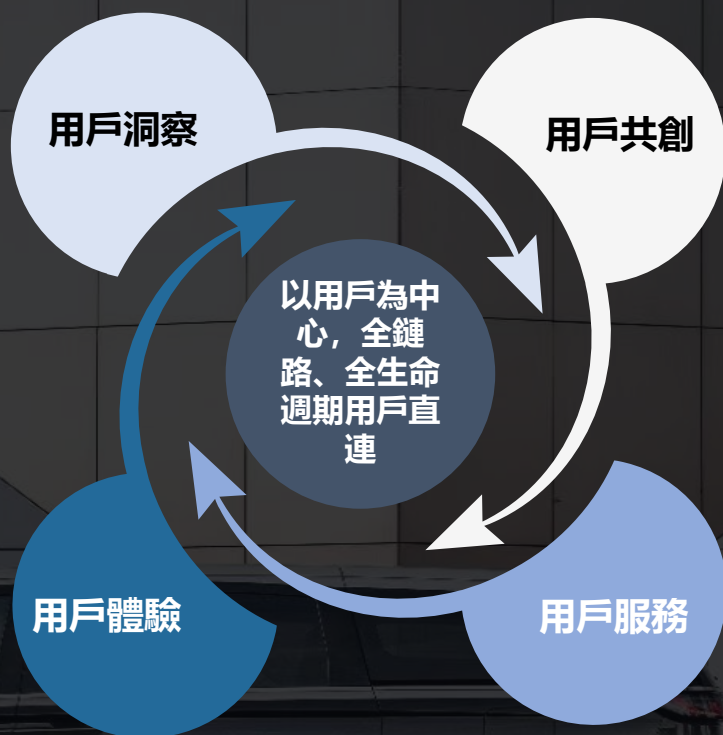 用戶洞察
用戶共創
以用戶為中
心，全鏈
路、全生命
週期用戶直
連
用戶體驗
用戶服務